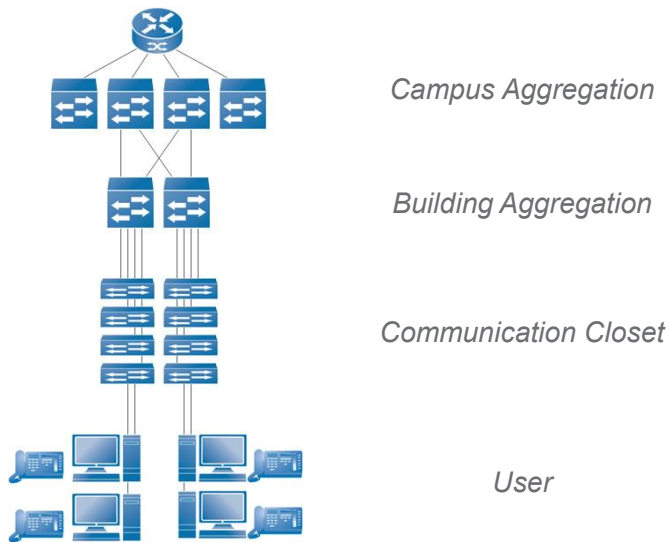 Campus Aggregation
Building Aggregation
Communication Closet
User